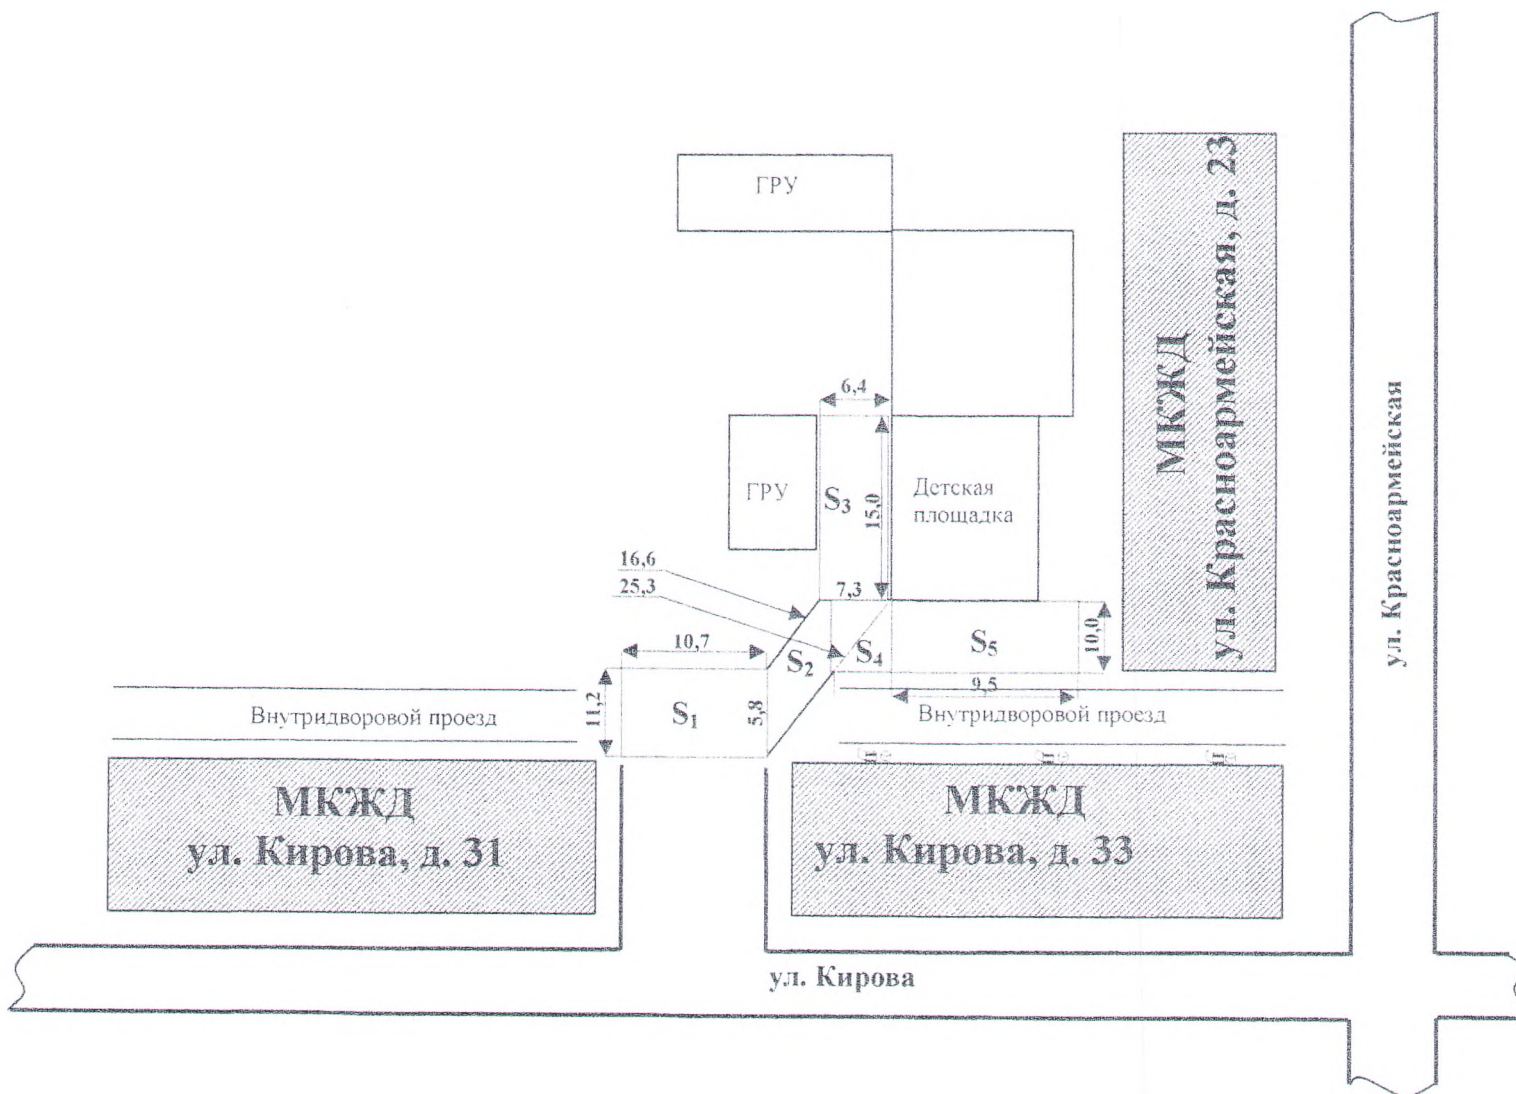 ГРУ
МКЖД
ул. Красноармейская, д. 23
ул. Красноармейская
6,4
ГРУ
S3
15,0
Детская
площадка
16,6
25,3
7,3
10,7
S2
S4
S5
10,0
11,2
S1
5,8
9,5
Внутридворовой проезд
Внутридворовой проезд
МКЖД
ул. Кирова, д. 31
МКЖД
ул. Кирова, д. 33
ул. Кирова